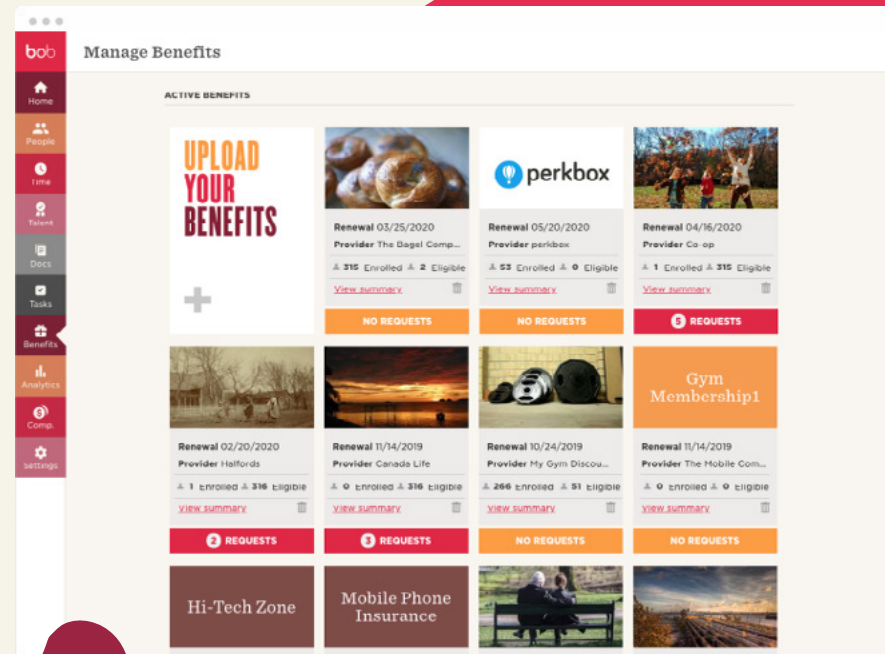 bob
Manage Benefits
Home
People
Time
Talent
Docs
Tasks
Benefits
Analytics
Comp.
Settings
ACTIVE BENEFITS
UPLOAD
YOUR
BENEFITS
Renewal 03/25/2020
Provider The Bagel Comp...
315 Enrolled 2 Eligible
View summary
NO REQUESTS
perkbox
Renewal 05/20/2020
Provider perkbox
53 Enrolled 0 Eligible
View summary
NO REQUESTS
Renewal 04/16/2020
Provider Co-op
1 Enrolled 315 Eligible
View summary
5 REQUESTS
Renewal 02/20/2020
Provider Halfords
1 Enrolled 316 Eligible
View summary
2 REQUESTS
Renewal 11/14/2019
Provider Canada Life
0 Enrolled 316 Eligible
View summary
3 REQUESTS
Renewal 10/24/2019
Provider My Gym Discou...
266 Enrolled 51 Eligible
View summary
NO REQUESTS
Gym
Membership1
Renewal 11/14/2019
Provider The Mobile Com...
0 Enrolled 0 Eligible
View summary
NO REQUESTS
Hi-Tech Zone
Mobile Phone
Insurance